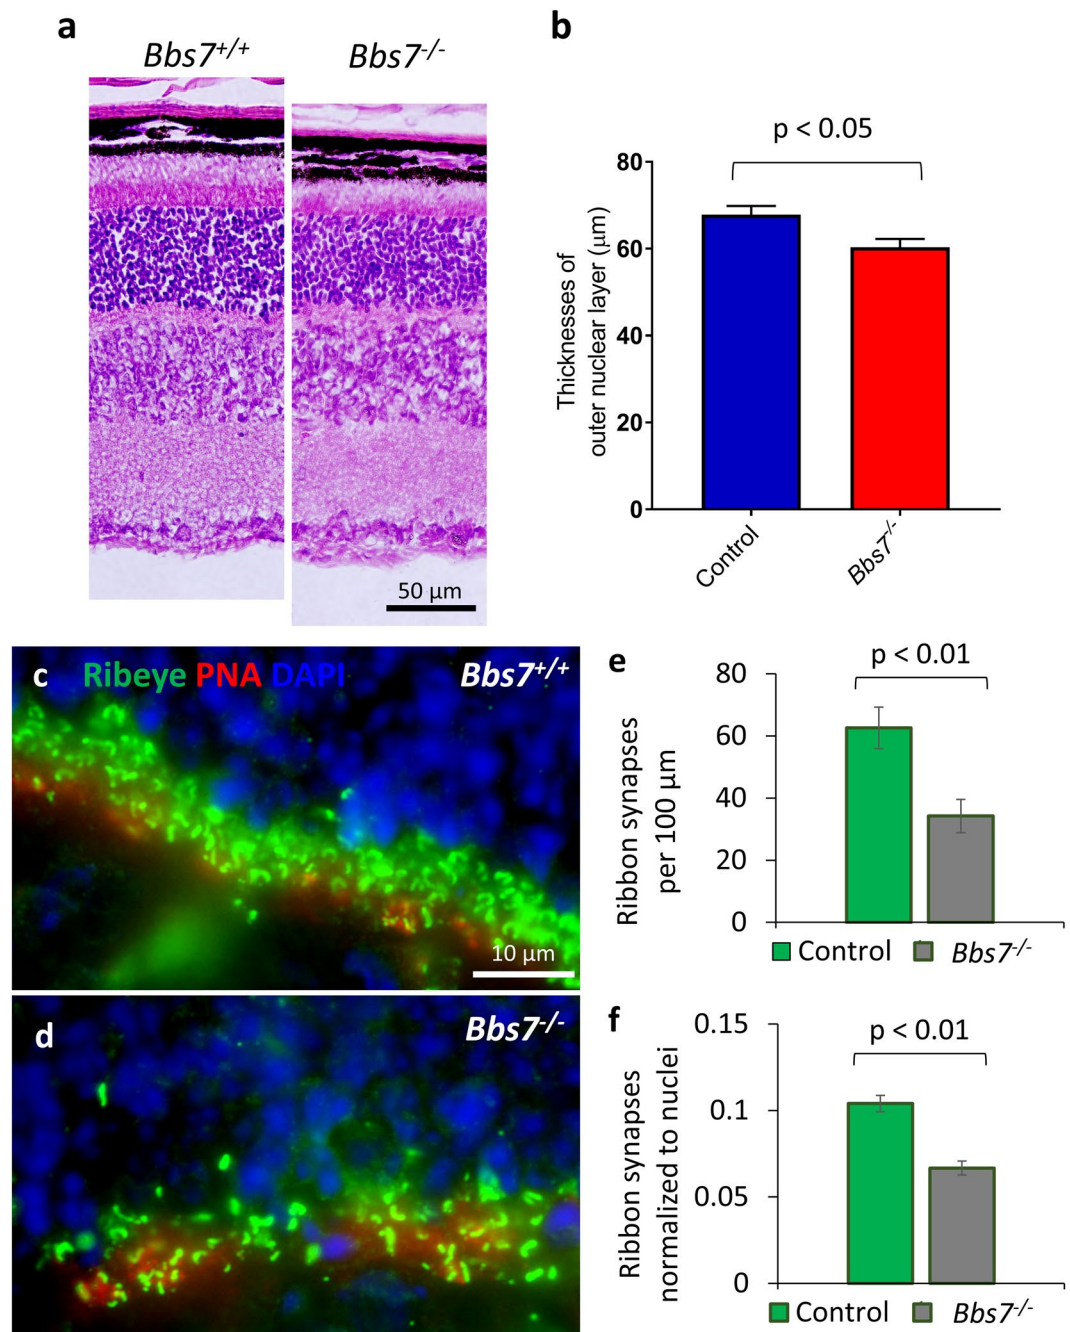 a
Bbs7+/+
Bbs7-/-
50 µm
b
p < 0.05
Thicknesses of
outer nuclear layer (µm)
80
60
40
20
0
Control
Bbs7-/-
c
Ribeye PNA DAPI
Bbs7+/+
10 µm
d
Bbs7-/-
e
p < 0.01
Ribbon synapses
per 100 µm
80
60
40
20
0
Control
Bbs7-/-
f
p < 0.01
Ribbon synapses
normalized to nuclei
0.15
0.1
0.05
0
Control
Bbs7-/-